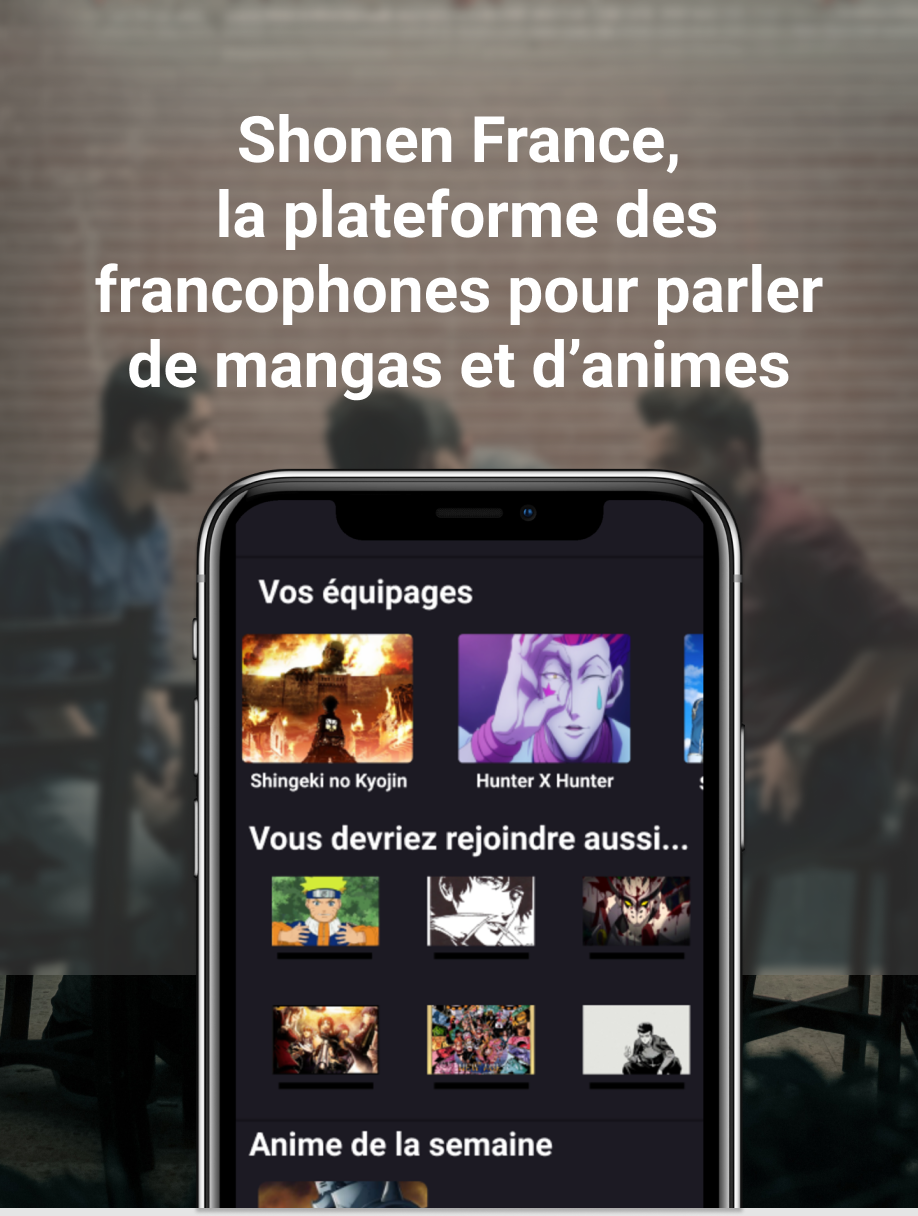 Shonen France,
la plateforme des
francophones pour parler
de mangas et d’animes
Vos équipages
Shingeki no Kyojin
Hunter X Hunter
Vous devriez rejoindre aussi...
Anime de la semaine